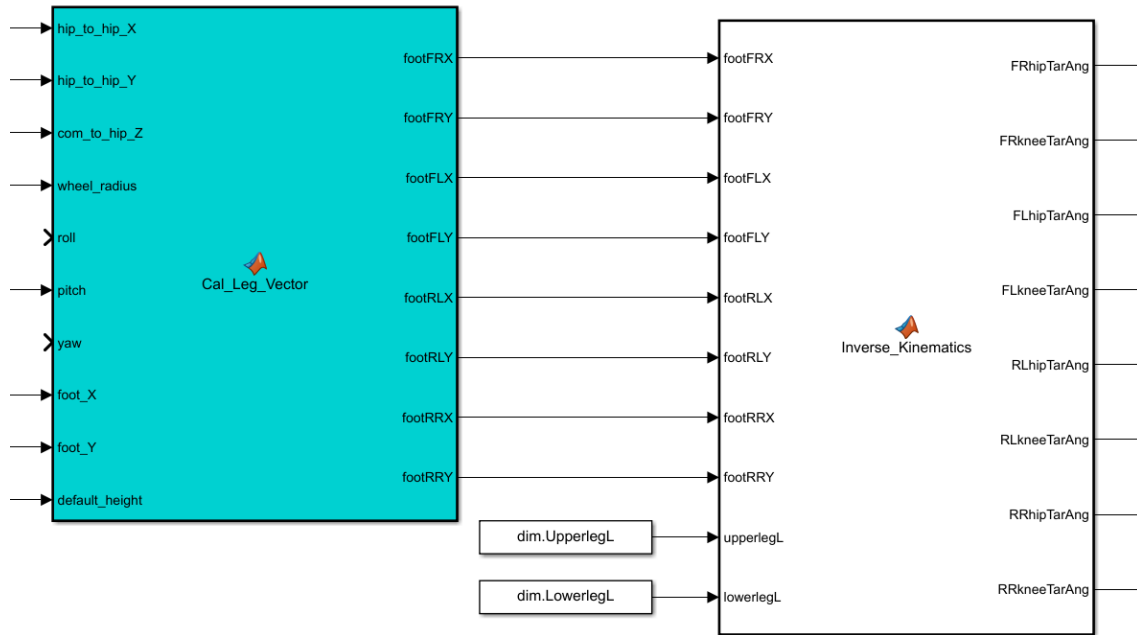 hip_to_hip_X
hip_to_hip_Y
com_to_hip_Z
wheel_radius
roll
pitch
yaw
foot_X
foot_Y
default_height
Cal_Leg_Vector
footFRX
footFRY
footFLX
footFLY
footRLX
footRLY
footRRX
footRRY
dim.UpperlegL
dim.LowerlegL
footFRX
footFRY
footFLX
footFLY
footRLX
footRLY
footRRX
footRRY
upperlegL
lowerlegL
Inverse_Kinematics
FRhipTarAng
FRkneeTarAng
FLhipTarAng
FLkneeTarAng
RLhipTarAng
RLkneeTarAng
RRhipTarAng
RRkneeTarAng